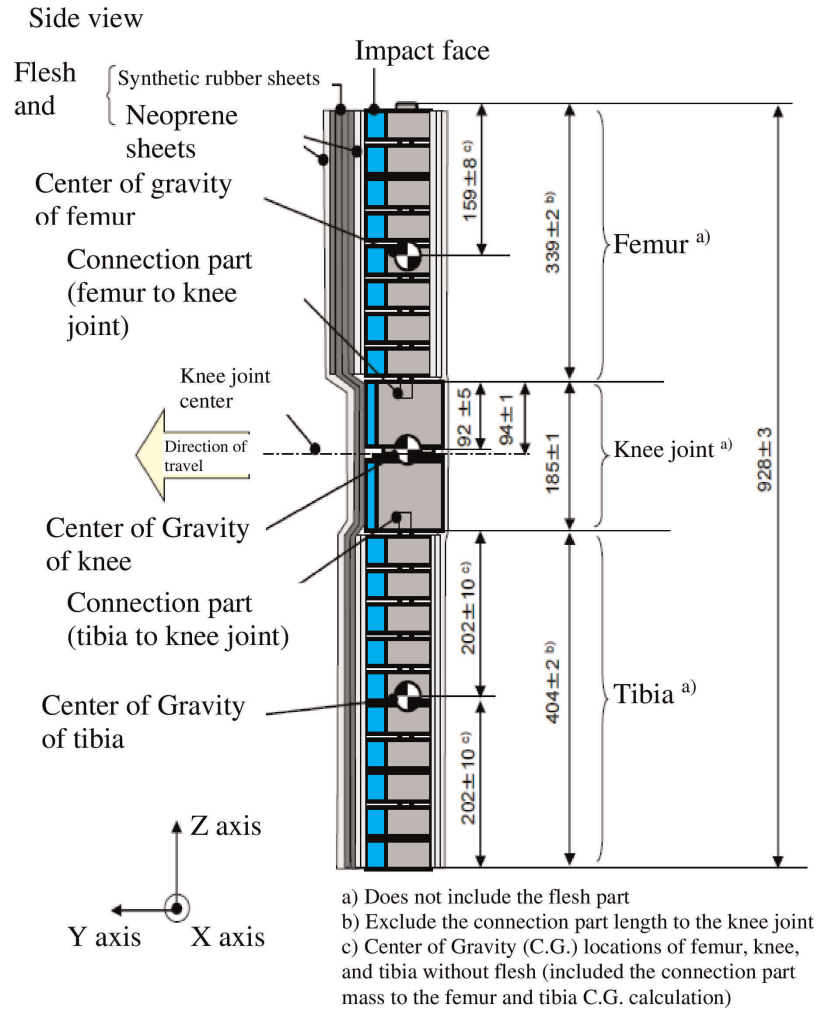 Side view
Impact face
Flesh
and
Synthetic rubber sheets
Neoprene
sheets
Center of gravity
of femur
Connection part
(femur to knee
joint)
Knee joint
center
Direction of
travel
Center of Gravity
of knee
Connection part
(tibia to knee joint)
Center of Gravity
of tibia
159±8 c)
339±2 b)
Femur a)
92 ±5
94±1
185±1
Knee joint a)
928±3
202±10 c)
404±2 b)
Tibia a)
202±10 c)
Z axis
Y axis
X axis
a) Does not include the flesh part
b) Exclude the connection part length to the knee joint
c) Center of Gravity (C.G.) locations of femur, knee,
and tibia without flesh (included the connection part
mass to the femur and tibia C.G. calculation)